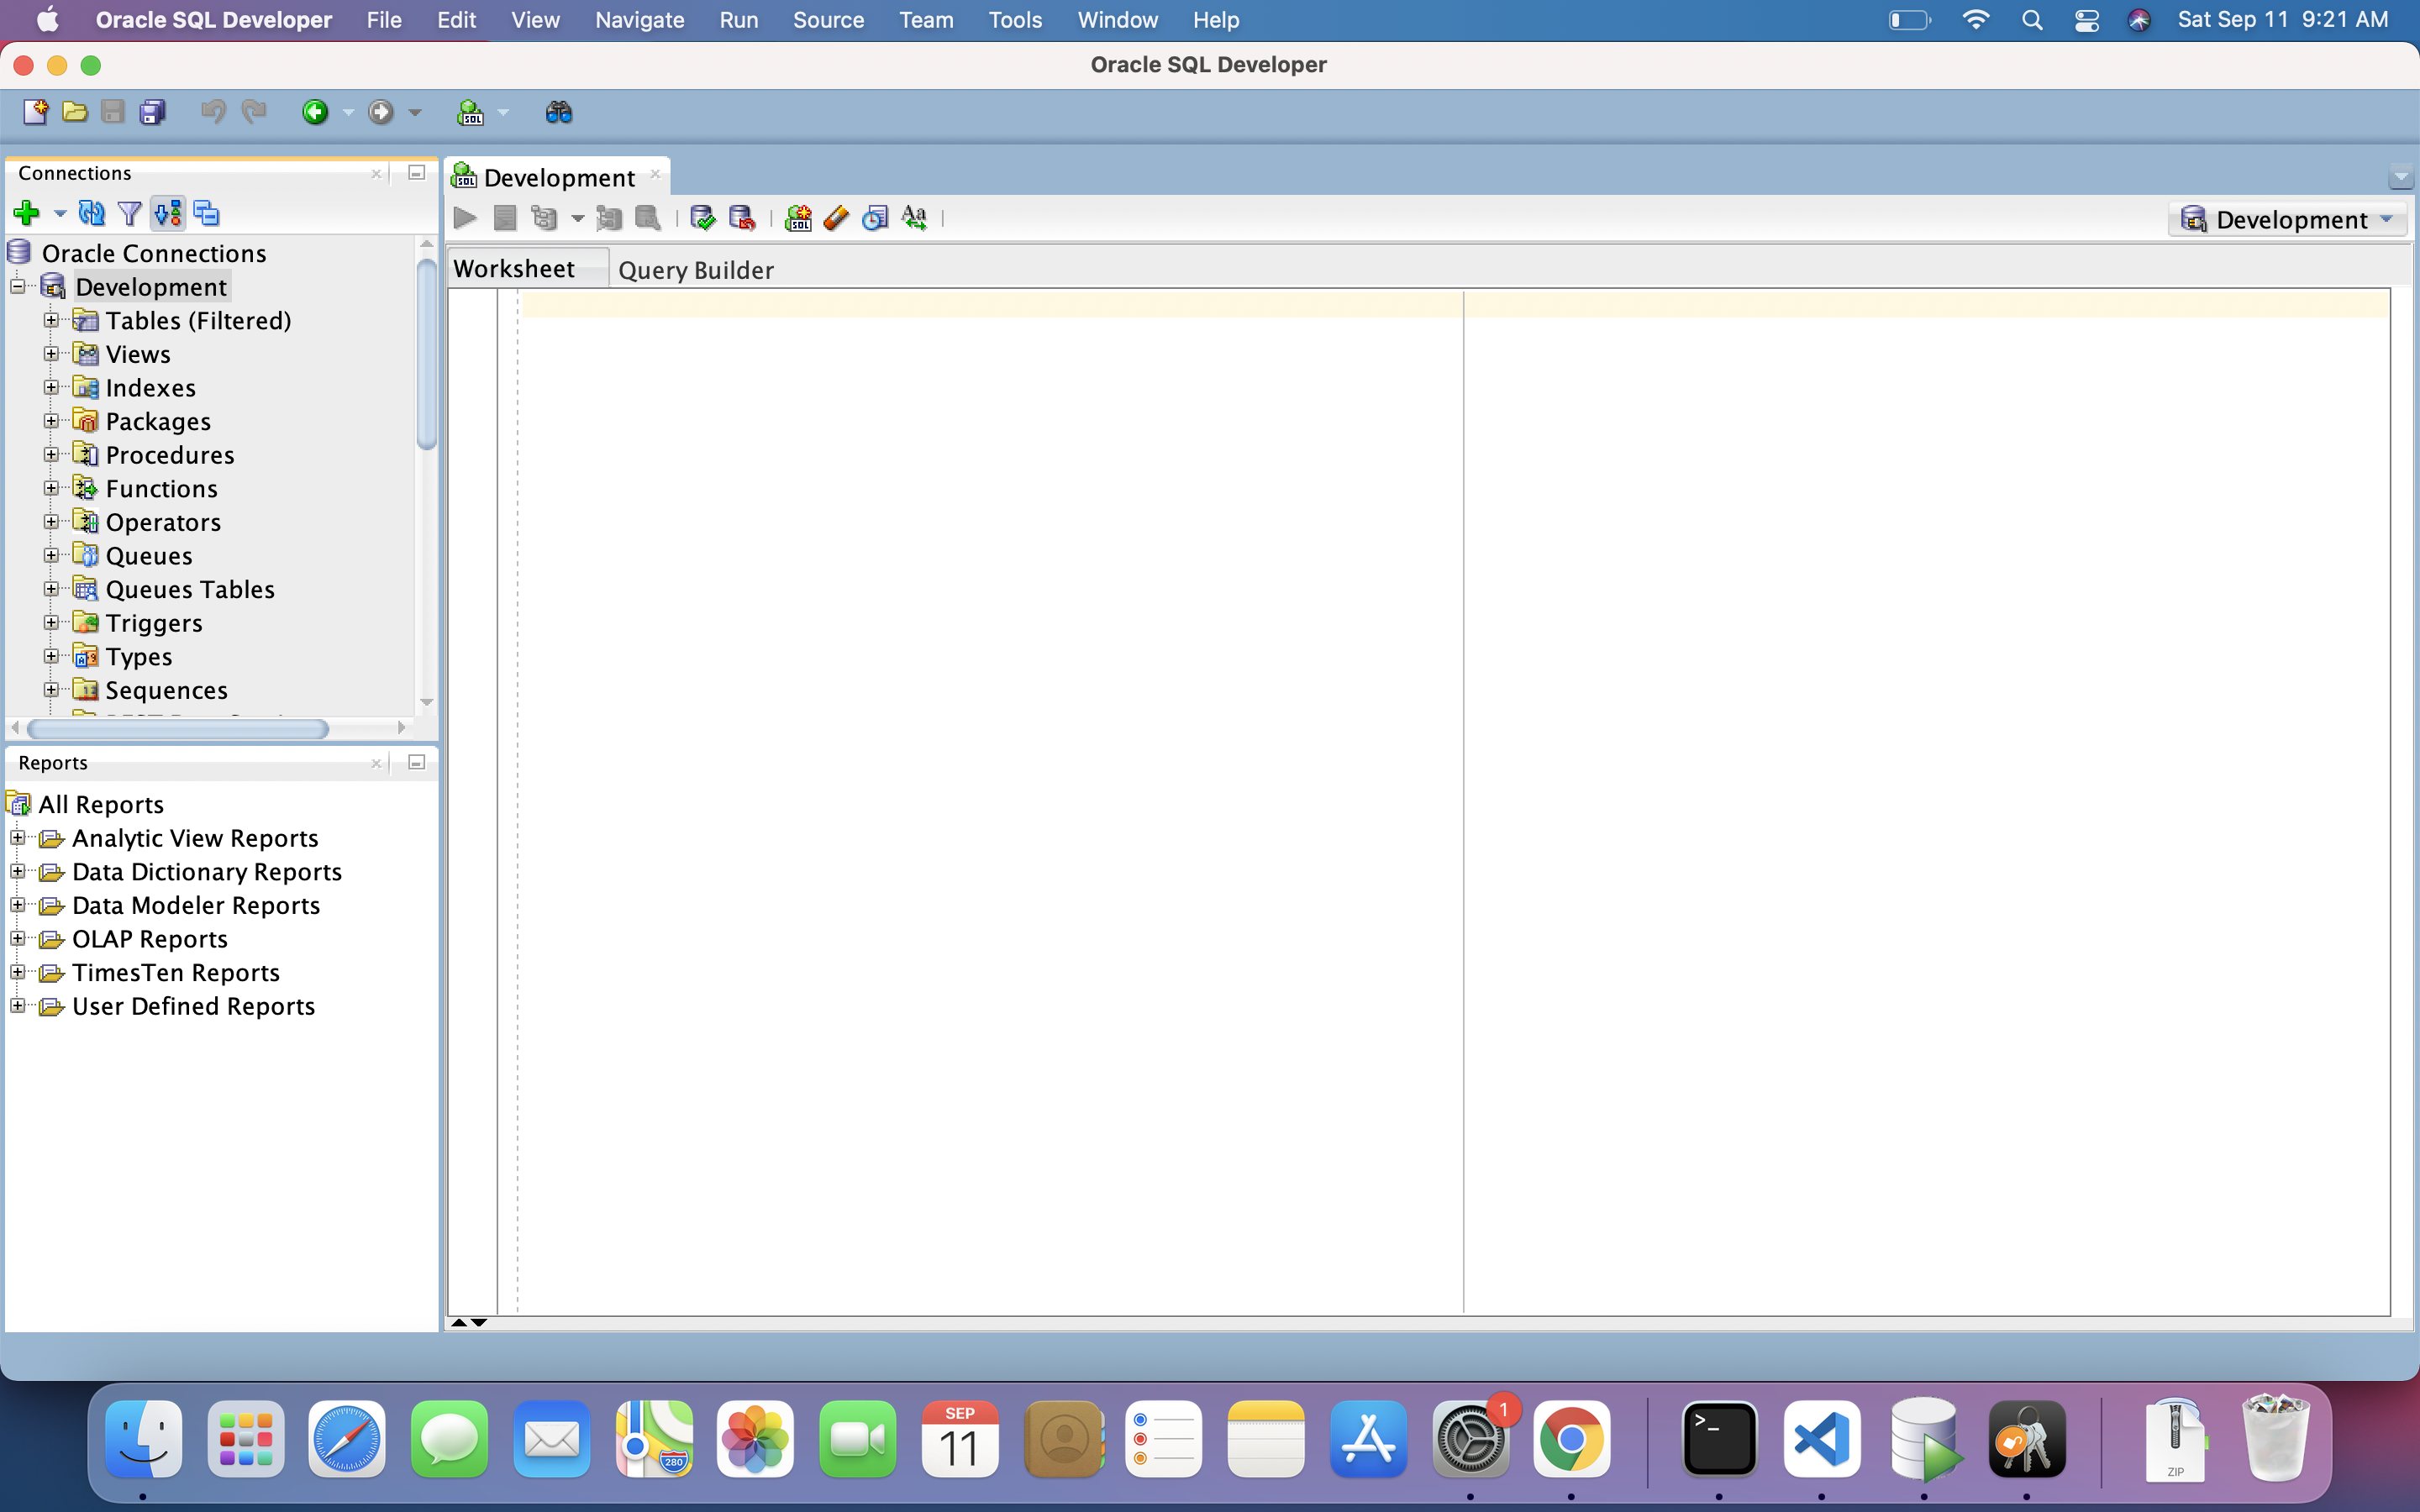 Oracle SQL Developer File Edit View Navigate Run Source Team Tools Window Help Sat Sep 11 9:21 AM
Oracle SQL Developer
SQL
Connections
SQL Development
Development
Oracle Connections
Worksheet Query Builder
Development
Tables (Filtered)
Views
Indexes
Packages
Procedures
Functions
Operators
Queues
Queues Tables
Triggers
Types
Sequences
Reports
All Reports
Analytic View Reports
Data Dictionary Reports
Data Modeler Reports
OLAP Reports
TimesTen Reports
User Defined Reports
SEP
11
280
1
>_
ZIP